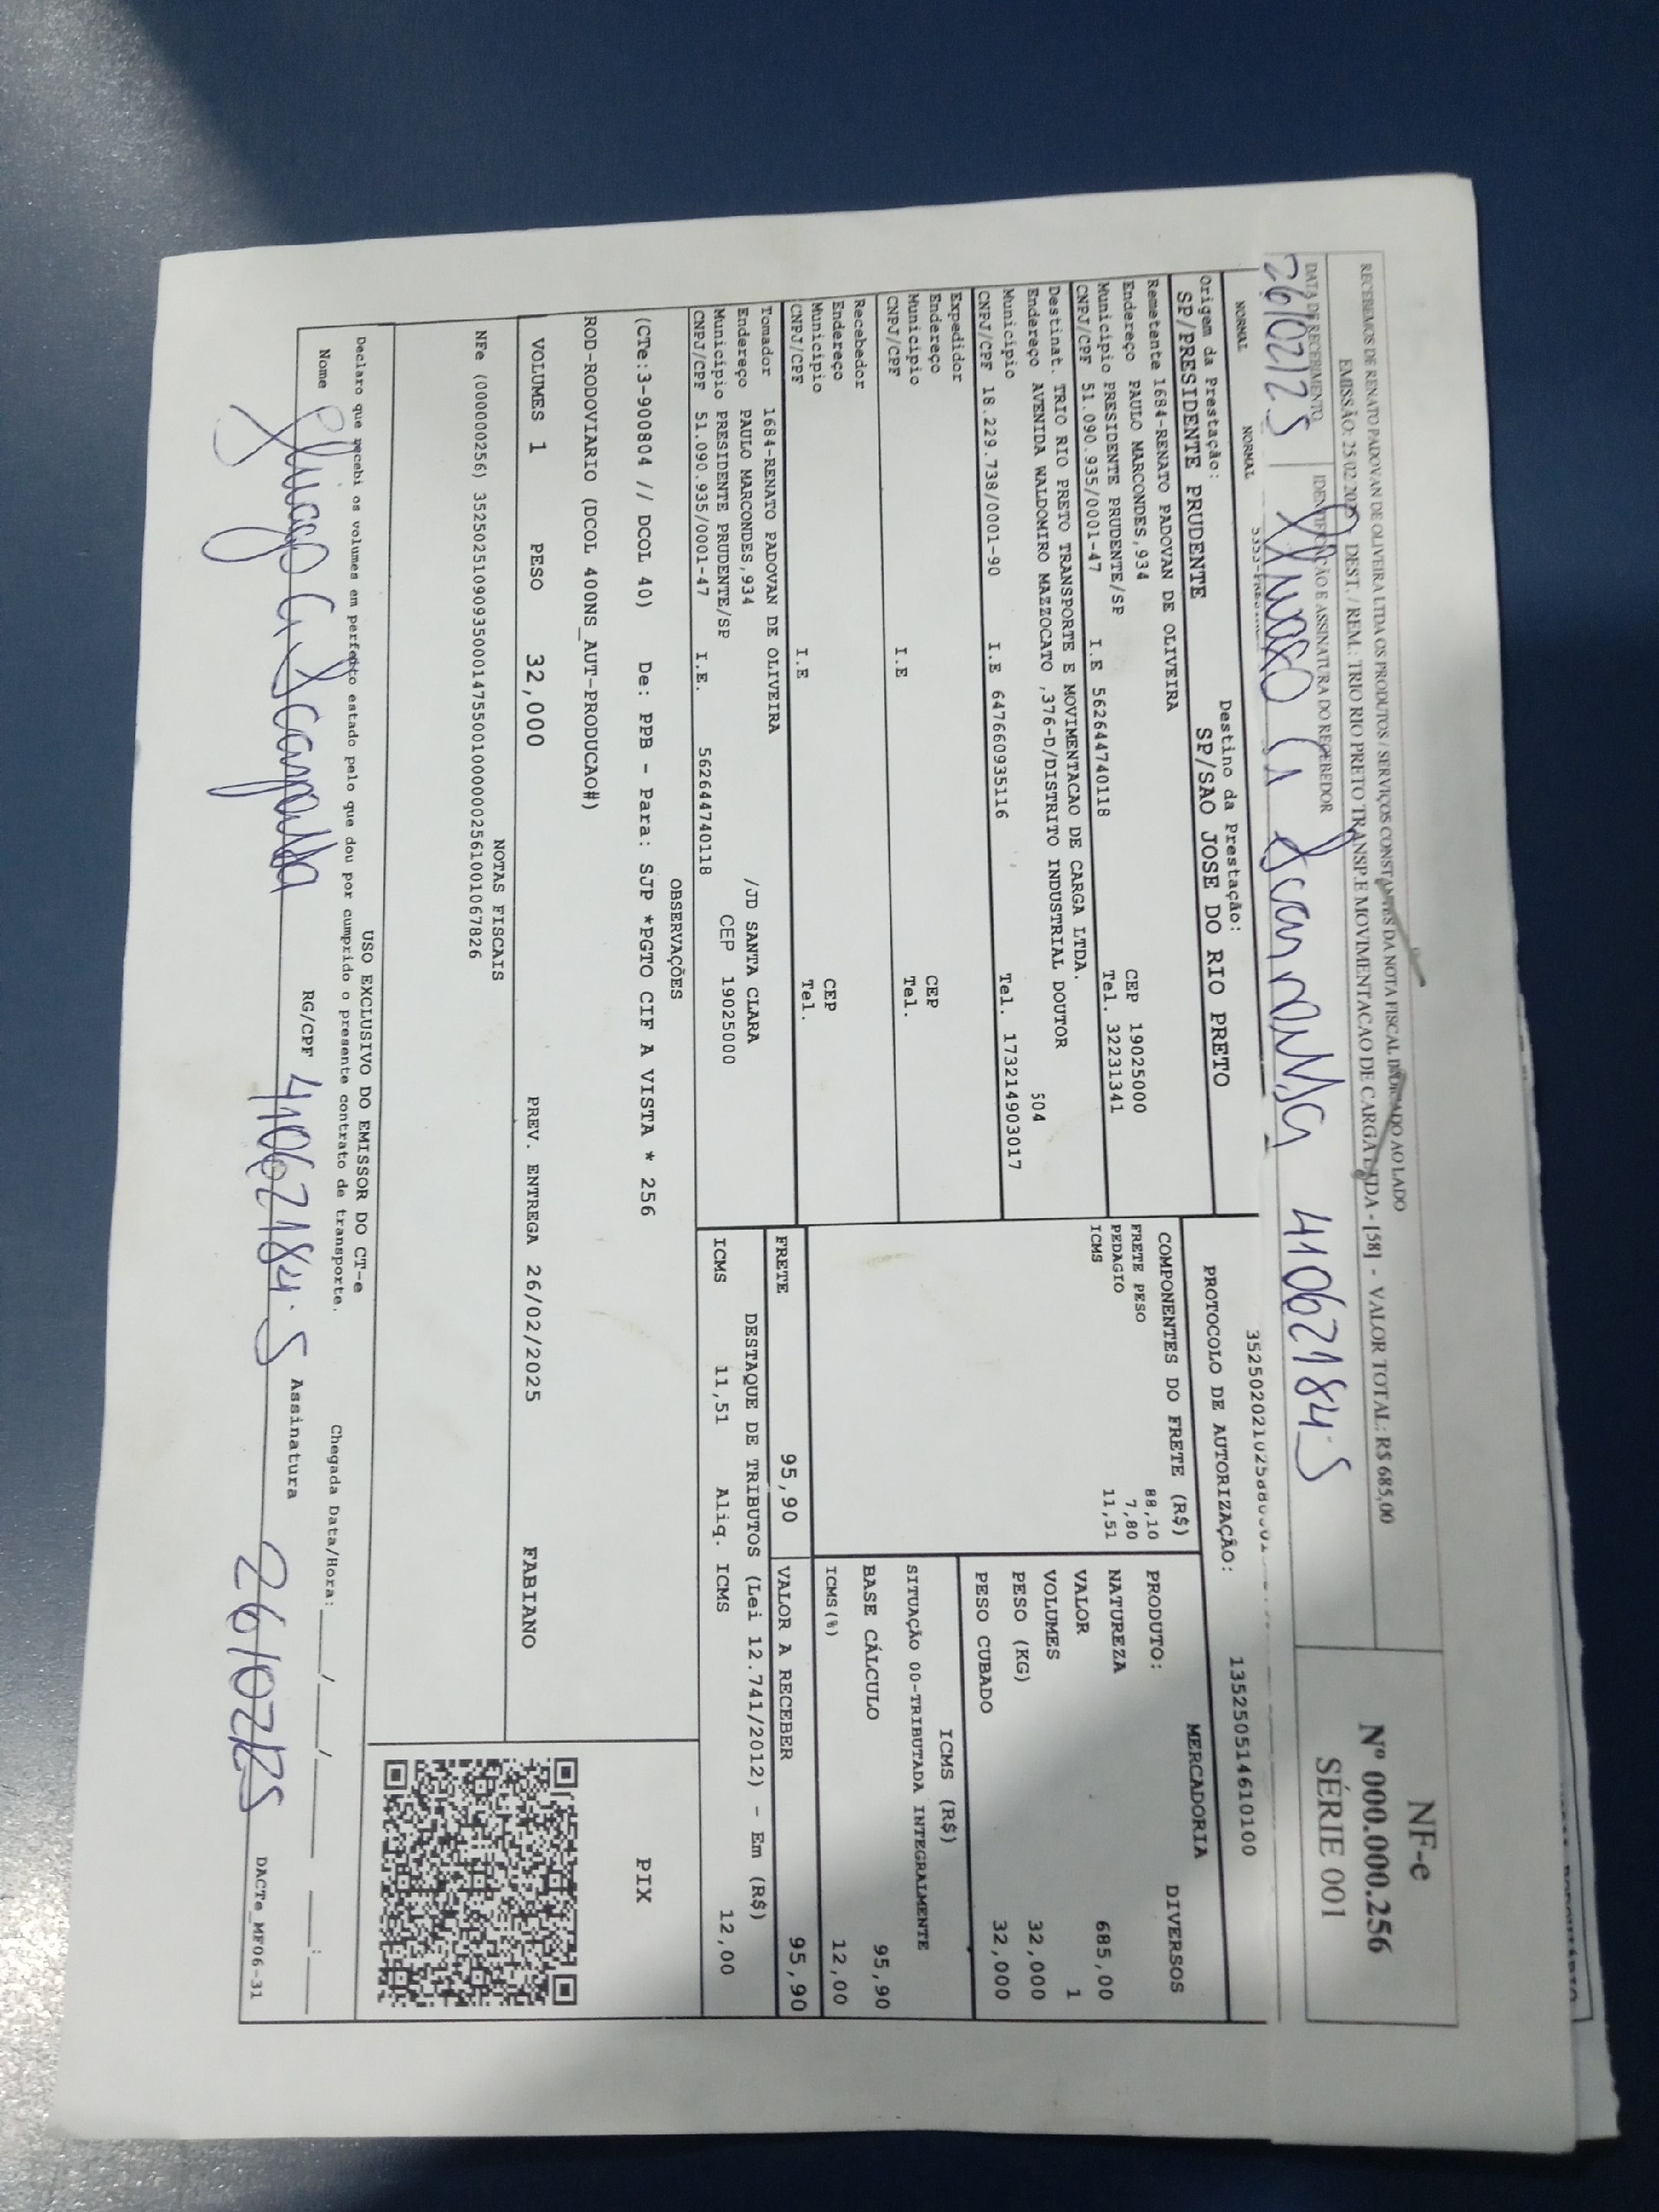 RECEBEMOS DE RENATO PADOVAN DE OLIVEIRA LTDA OS PRODUTOS / SERVIÇOS CONSTANTES DA NOTA FISCAL INDICADO AO LADO
EMISSÃO: 25.02.2025 DEST. / REM.: TRIO RIO PRETO TRANSP.E MOVIMENTACAO DE CARGA LTDA - [58] - VALOR TOTAL: R$ 685,00
NF-e
Nº 000.000.256
SÉRIE 001
DATA DE RECEBIMENTO
IDENTIFICAÇÃO E ASSINATURA DO RECEBEDOR
26/02/25 41062184-5
NORMAL NORMAL
135250514610100
Origem da Prestação:
SP/PRESIDENTE PRUDENTE
Destino da Prestação:
SP/SAO JOSE DO RIO PRETO
PROTOCOLO DE AUTORIZAÇÃO:
Remetente 1684-RENATO PADOVAN DE OLIVEIRA
Endereço PAULO MARCONDES,934 CEP 19025000
Município PRESIDENTE PRUDENTE/SP Tel. 32231341
CNPJ/CPF 51.090.935/0001-47 I.E 562644740118
Destinat. TRIO RIO PRETO TRANSPORTE E MOVIMENTACAO DE CARGA LTDA.
Endereço AVENIDA WALDOMIRO MAZZOCATO ,376-D/DISTRITO INDUSTRIAL DOUTOR
504
Município Tel. 173214903017
CNPJ/CPF 18.229.738/0001-90 I.E 647660935116
Expedidor
Endereço CEP
Município Tel.
CNPJ/CPF I.E
Recebedor
Endereço CEP
Município Tel.
CNPJ/CPF I.E
Tomador 1684-RENATO PADOVAN DE OLIVEIRA
Endereço PAULO MARCONDES,934 /JD SANTA CLARA
Município PRESIDENTE PRUDENTE/SP CEP 19025000
CNPJ/CPF 51.090.935/0001-47 I.E. 562644740118
COMPONENTES DO FRETE (R$)
FRETE PESO 88,10
PEDAGIO 7,80
ICMS 11,51
MERCADORIA
PRODUTO: DIVERSOS
NATUREZA
VALOR 685,00
VOLUMES 1
PESO (KG) 32,000
PESO CUBADO 32,000
ICMS (R$)
SITUAÇÃO 00-TRIBUTADA INTEGRALMENTE
BASE CÁLCULO 95,90
ICMS(%) 12,00
FRETE 95,90 VALOR A RECEBER 95,90
DESTAQUE DE TRIBUTOS (Lei 12.741/2012) - Em (R$)
ICMS 11,51 Aliq. ICMS 12,00
OBSERVAÇÕES
(CTe:3-900804 // DCOL 40) De: PPB - Para: SJP *PGTO CIF A VISTA * 256
ROD-RODOVIARIO (DCOL 400NS_AUT-PRODUCAO#)
PIX
VOLUMES 1 PESO 32,000 PREV. ENTREGA 26/02/2025 FABIANO
NOTAS FISCAIS
NFe (000000256) 35250251090935000147550010000002561001067826
USO EXCLUSIVO DO EMISSOR DO CT-e
Declaro que recebi os volumes em perfeito estado pelo que dou por cumprido o presente contrato de transporte. Chegada Data/Hora:___/___/___ ___:___
Nome RG/CPF 41062184-5 Assinatura 26/02/25
DACTe_MF06-31